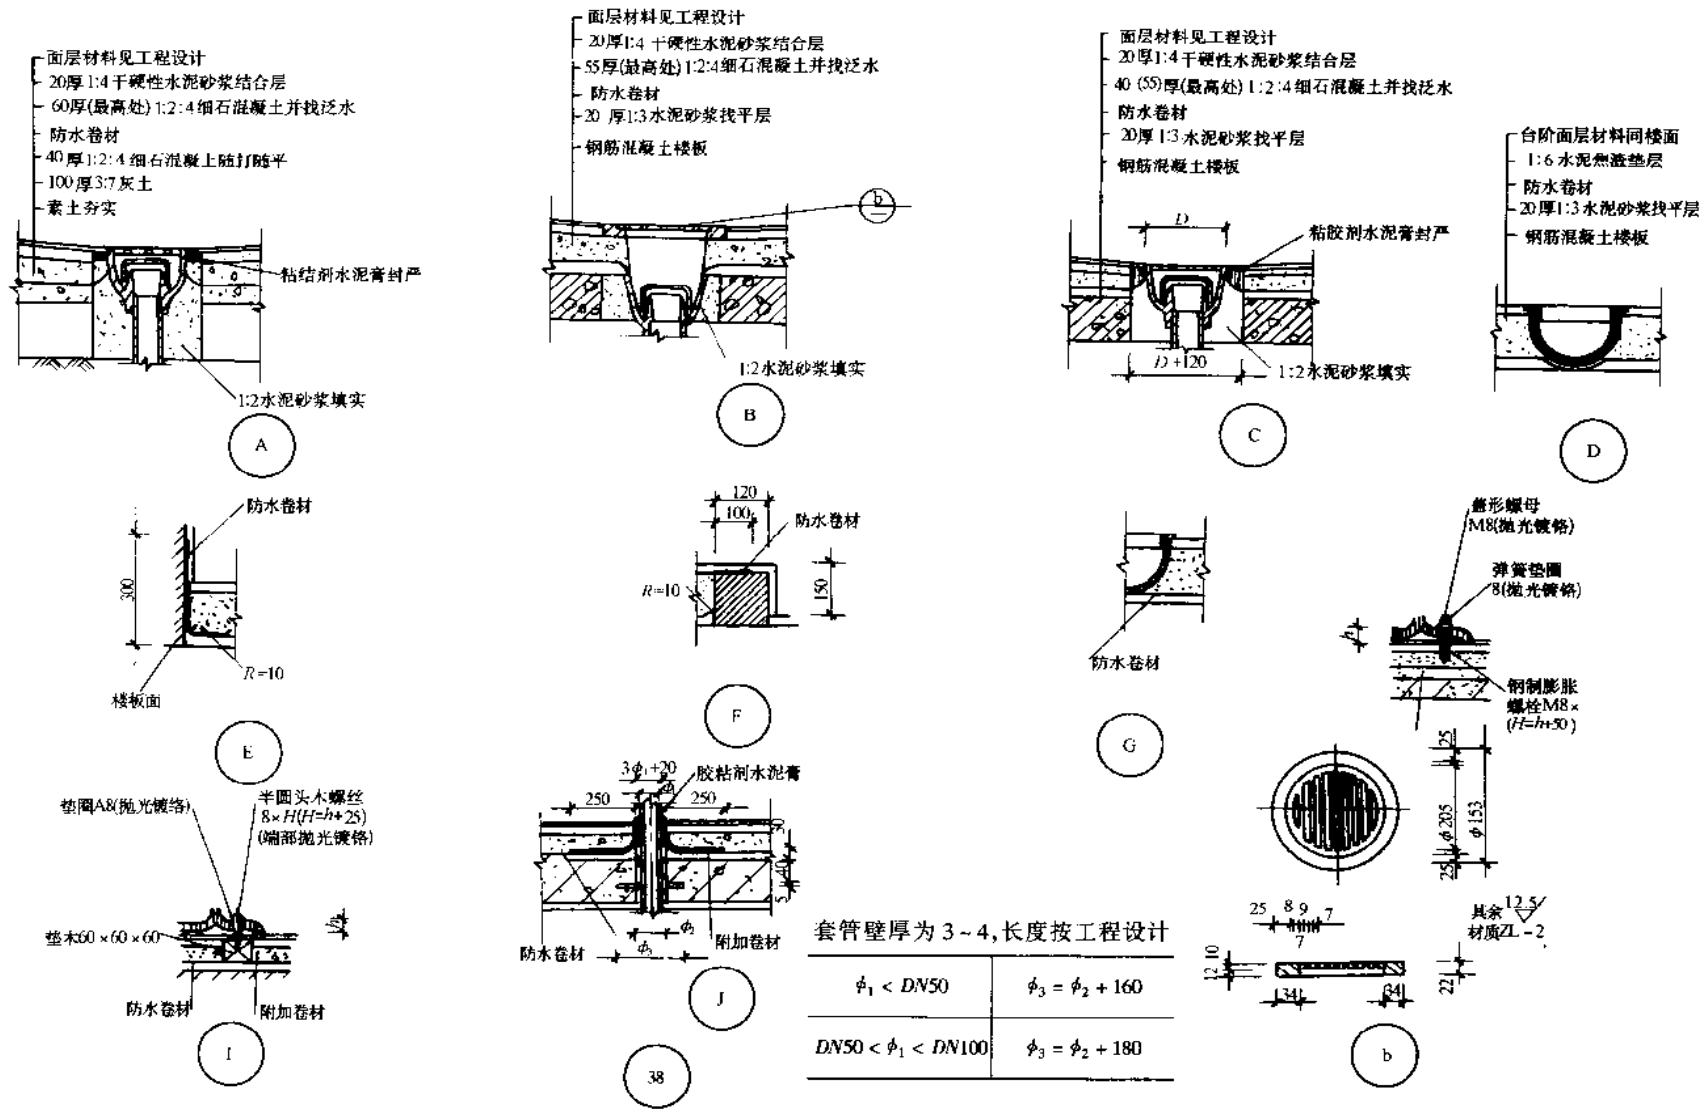 面层材料见工程设计
20厚1:4干硬性水泥砂浆结合层
60厚(最高处)1:2:4细石混凝土并找泛水
防水卷材
40厚1:2:4细石混凝土随打随平
100厚3:7灰土
素土夯实
粘结剂水泥膏封严
1:2水泥砂浆填实
A
面层材料见工程设计
20厚1:4干硬性水泥砂浆结合层
55厚(最高处)1:2:4细石混凝土并找泛水
防水卷材
20厚1:3水泥砂浆找平层
钢筋混凝土楼板
b
1:2水泥砂浆填实
B
面层材料见工程设计
20厚1:4干硬性水泥砂浆结合层
40(55)厚(最高处)1:2:4细石混凝土并找泛水
防水卷材
20厚1:3水泥砂浆找平层
钢筋混凝土楼板
D
粘胶剂水泥膏封严
D+120
1:2水泥砂浆填实
C
台阶面层材料同楼面
1:6水泥焦渣垫层
防水卷材
20厚1:3水泥砂浆找平层
钢筋混凝土楼板
D
防水卷材
300
R=10
楼板面
E
120
100
防水卷材
R=10
150
F
防水卷材
G
盖形螺母
M8(抛光镀铬)
弹簧垫圈
8(抛光镀铬)
h
钢制膨胀
螺栓M8×
(H=h+50)
垫圈A8(抛光镀铬)
半圆头木螺丝
8×H(H=h+25)
(端部抛光镀铬)
垫木60×60×60
h
防水卷材
附加卷材
I
3ϕ₁+20
胶粘剂水泥膏
250
250
30
40
5
ϕ₂
ϕ₃
防水卷材
附加卷材
J
38
套管壁厚为3~4,长度按工程设计
ϕ₁ < DN50
ϕ₃ = ϕ₂ + 160
DN50 < ϕ₁ < DN100
ϕ₃ = ϕ₂ + 180
25
ϕ205
ϕ153
25
25
8
9
7
7
其余
12.5
材质ZL-2
12
10
22
34
34
b